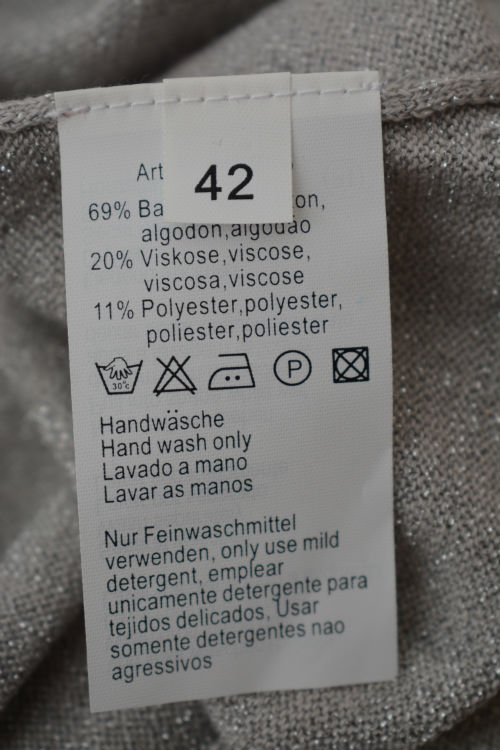 Art
42
69% Ba on,
algodon,algodao
20% Viskose,viscose,
viscosa,viscose
11% Polyester,polyester,
poliester,poliester
30°c
P
Handwäsche
Hand wash only
Lavado a mano
Lavar as manos
Nur Feinwaschmittel
verwenden, only use mild
detergent, emplear
unicamente detergente para
tejidos delicados, Usar
somente detergentes nao
agressivos